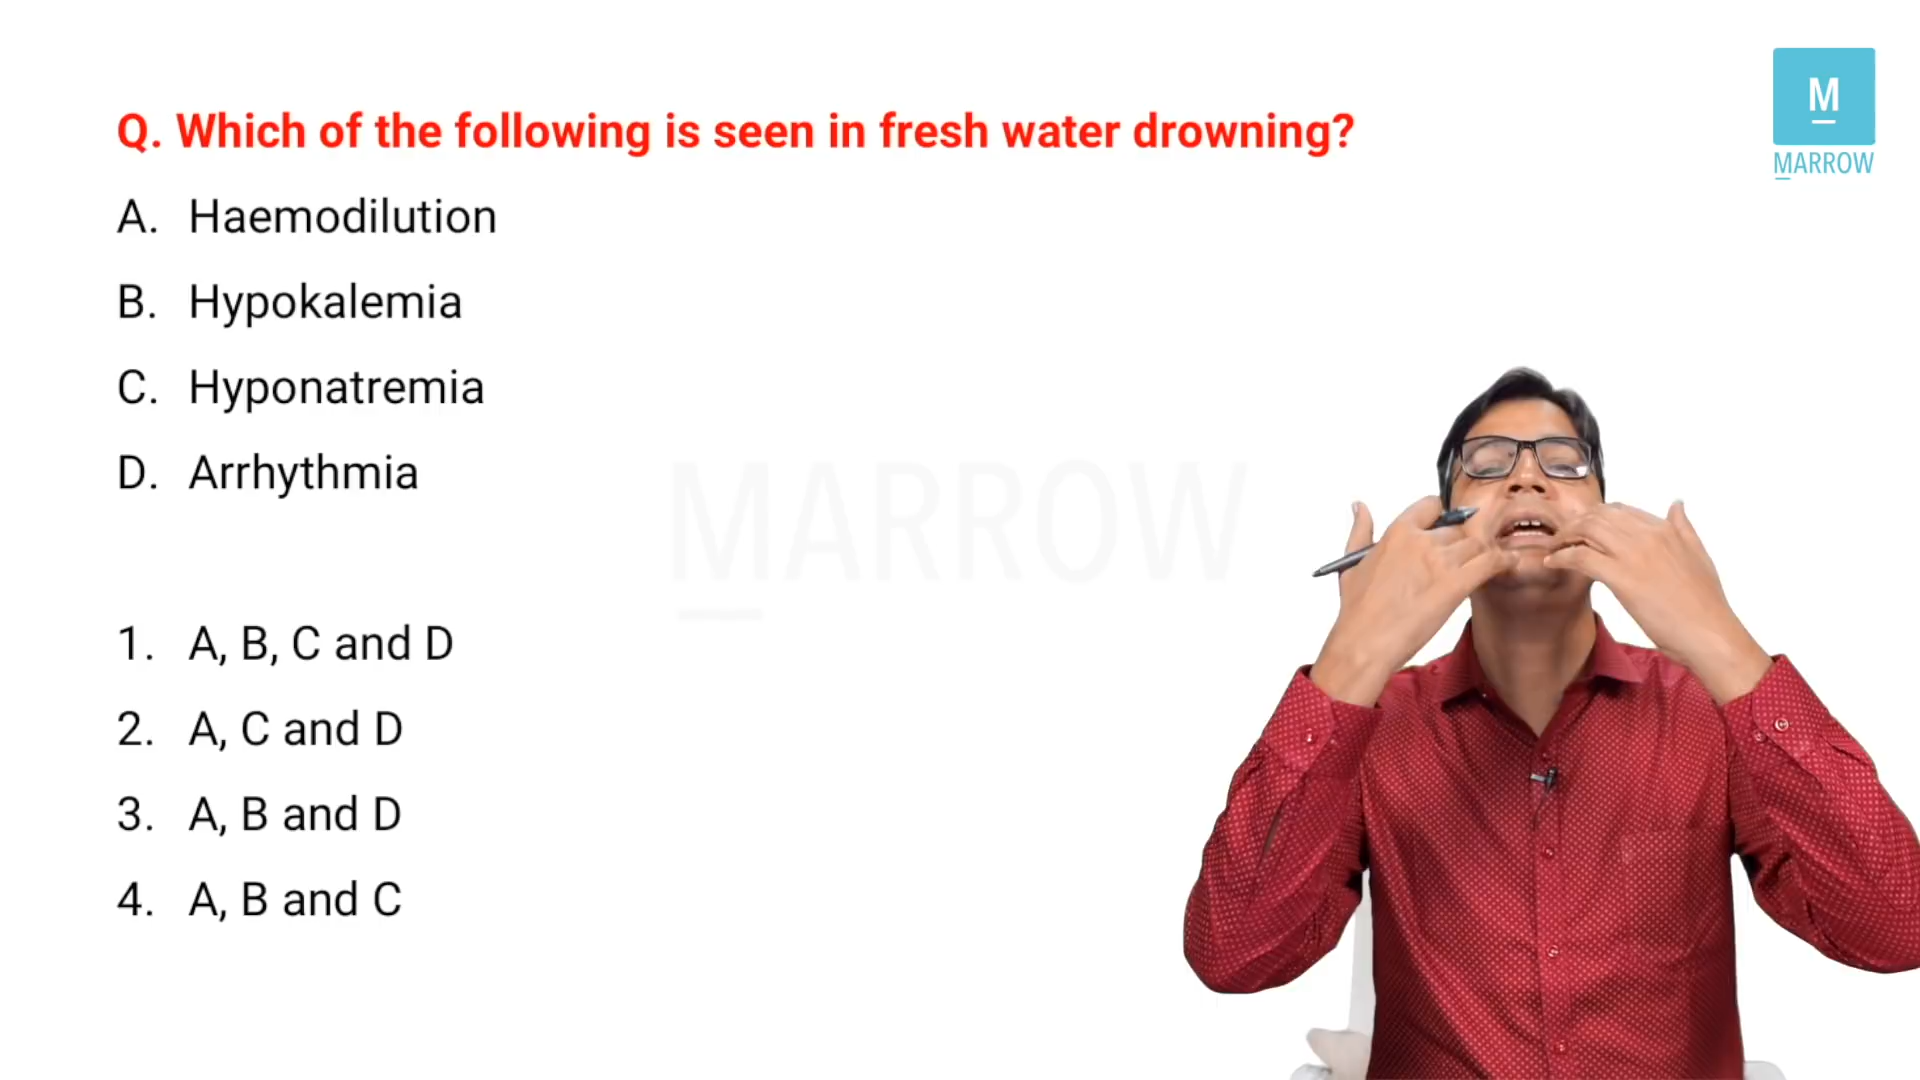 M
MARROW
Q. Which of the following is seen in fresh water drowning?
A. Haemodilution
B. Hypokalemia
C. Hyponatremia
D. Arrhythmia
MARROW
1. A, B, C and D
2. A, C and D
3. A, B and D
4. A, B and C